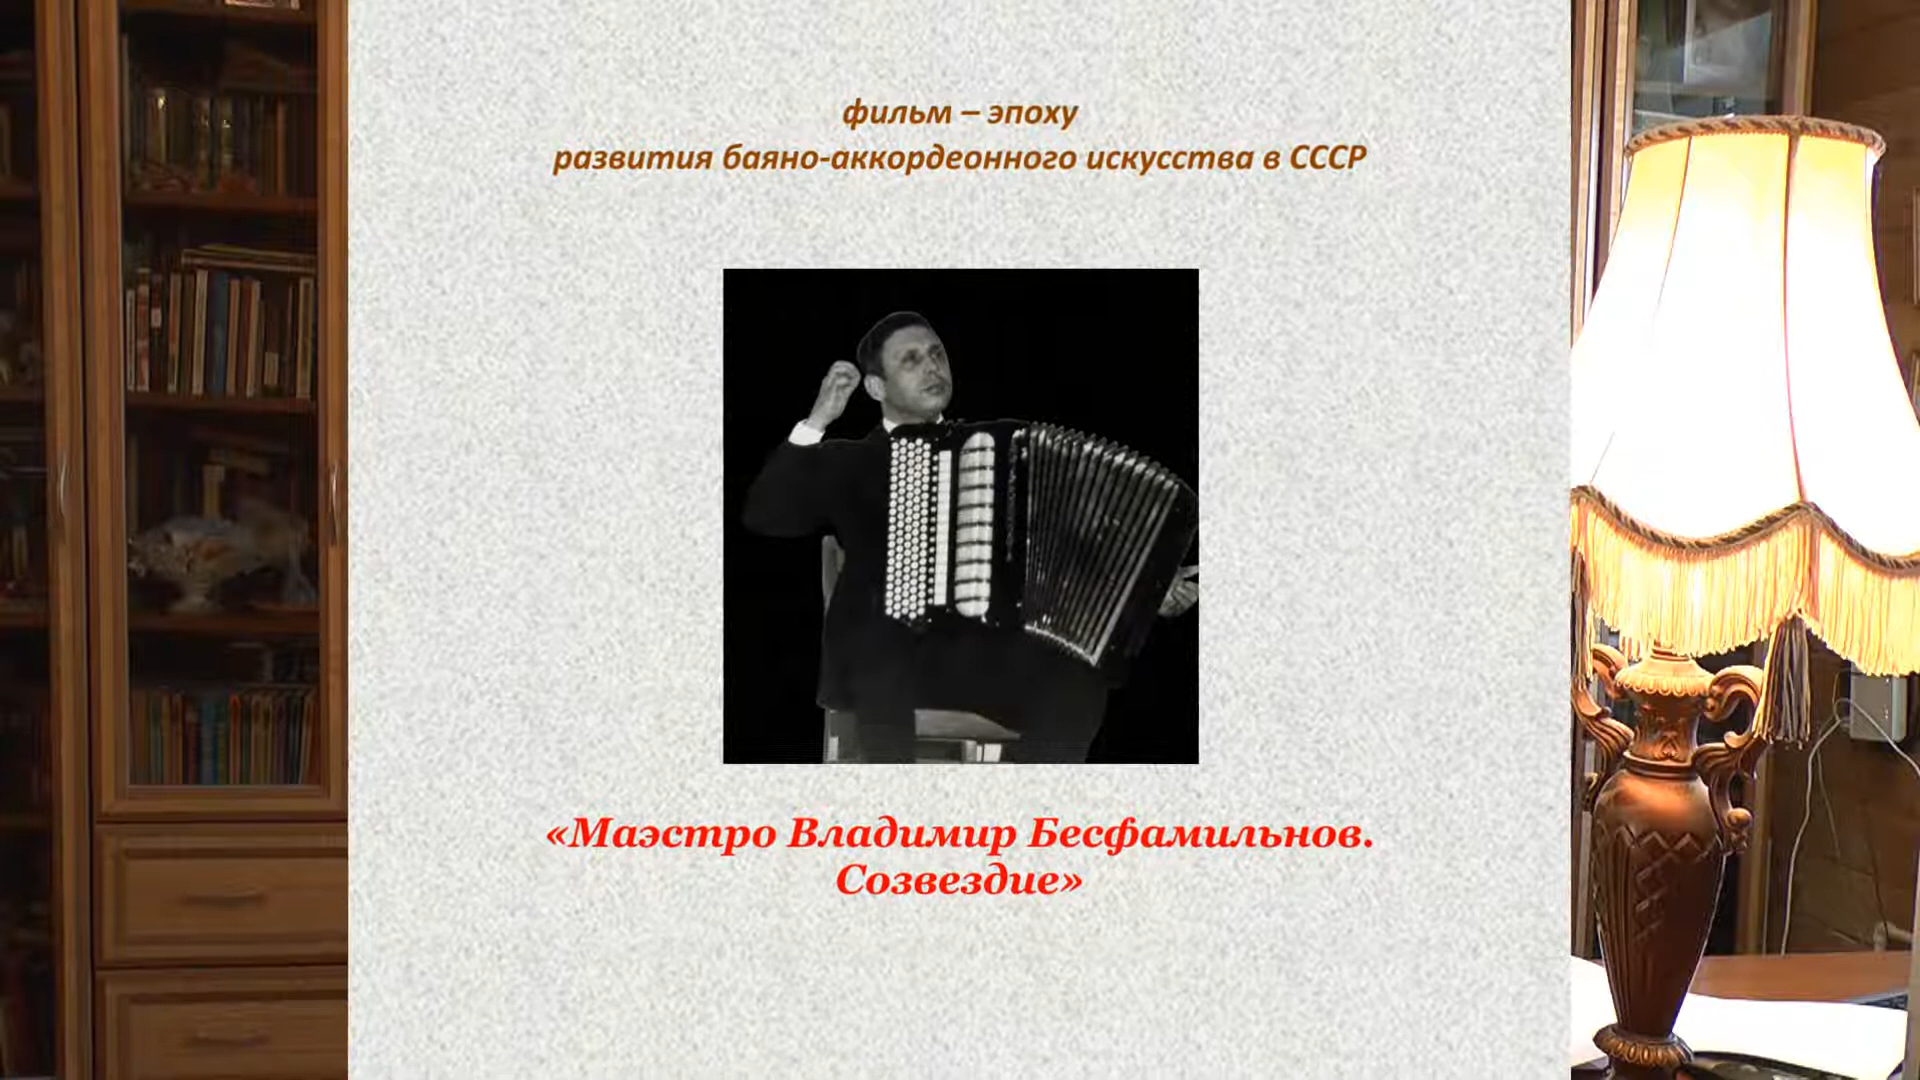 фильм – эпоху
развития баяно-аккордеонного искусства в СССР
«Маэстро Владимир Бесфамильнов.
Созвездие»